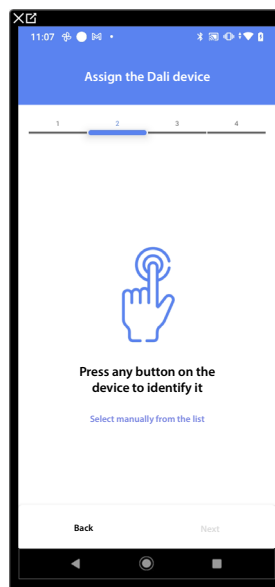 11:07
Assign the Dali device
1 2 3 4
Press any button on the
device to identify it
Select manually from the list
Back Next